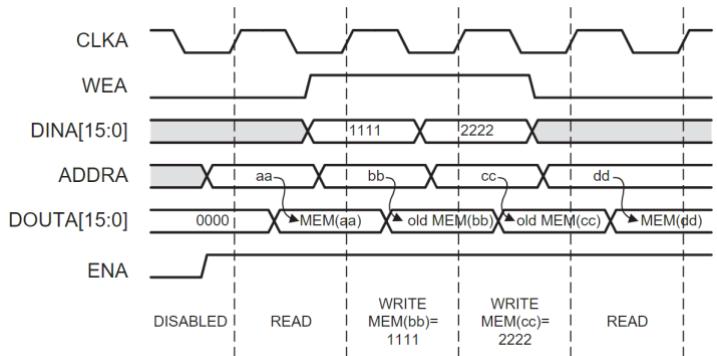 CLKA
WEA
DINA[15:0] 1111 2222
ADDRA aa bb cc dd
DOUTA[15:0] 0000 MEM(aa) old MEM(bb) old MEM(cc) MEM(dd)
ENA
DISABLED READ WRITE MEM(bb)= 1111 WRITE MEM(cc)= 2222 READ